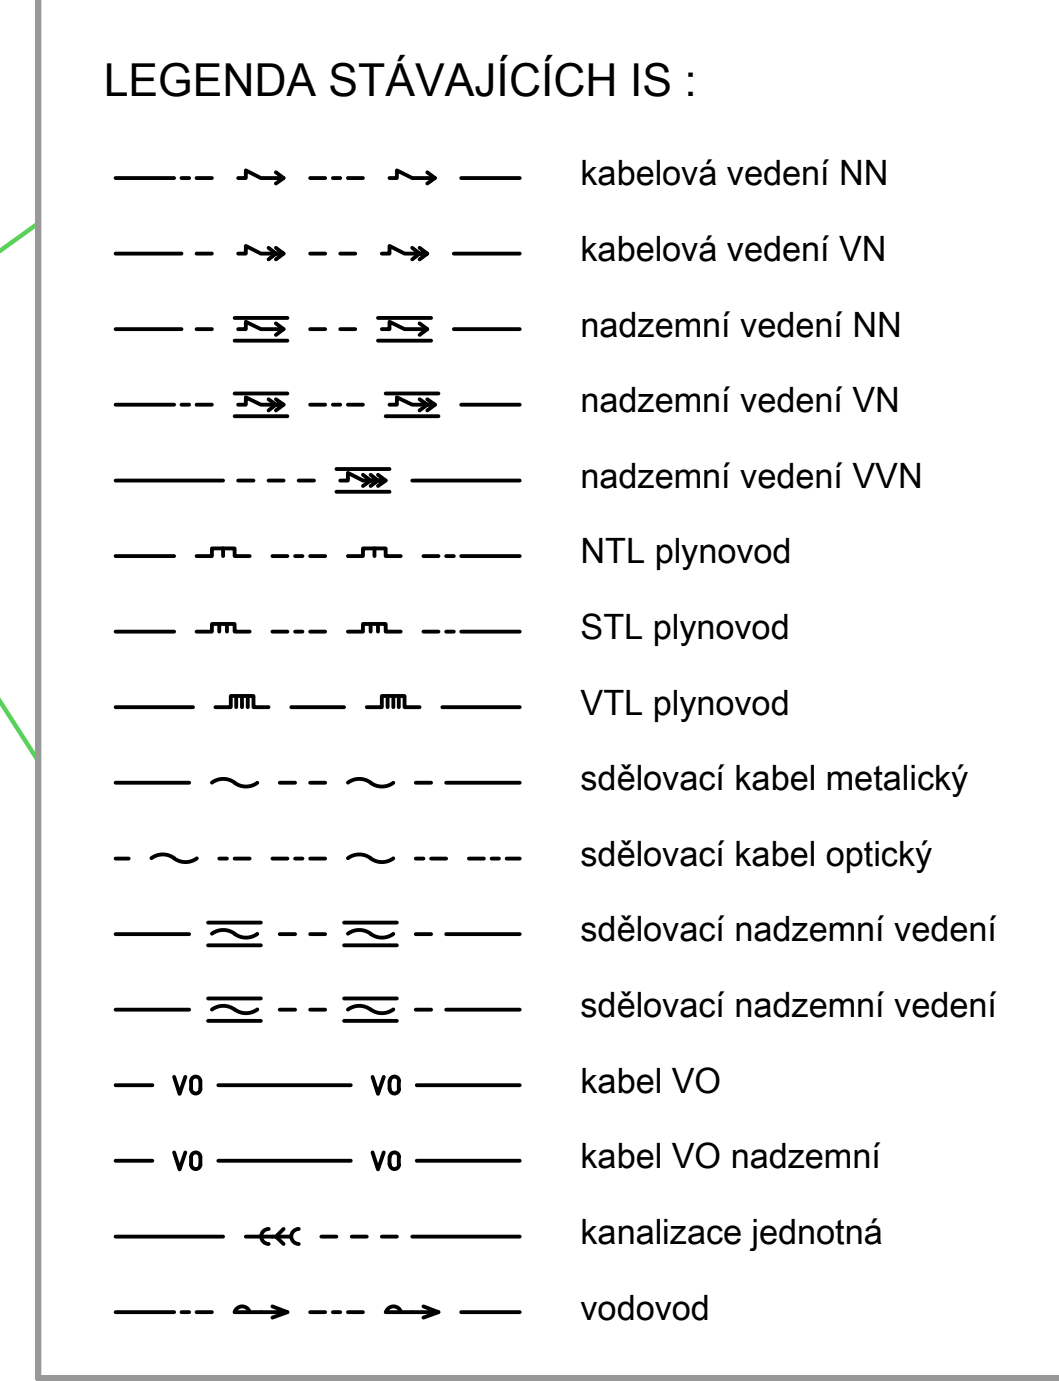 LEGENDA STÁVAJÍCÍCH IS :
kabelová vedení NN
kabelová vedení VN
nadzemní vedení NN
nadzemní vedení VN
nadzemní vedení VVN
NTL plynovod
STL plynovod
VTL plynovod
sdělovací kabel metalický
sdělovací kabel optický
sdělovací nadzemní vedení
sdělovací nadzemní vedení
VO VO kabel VO
VO VO kabel VO nadzemní
kanalizace jednotná
vodovod